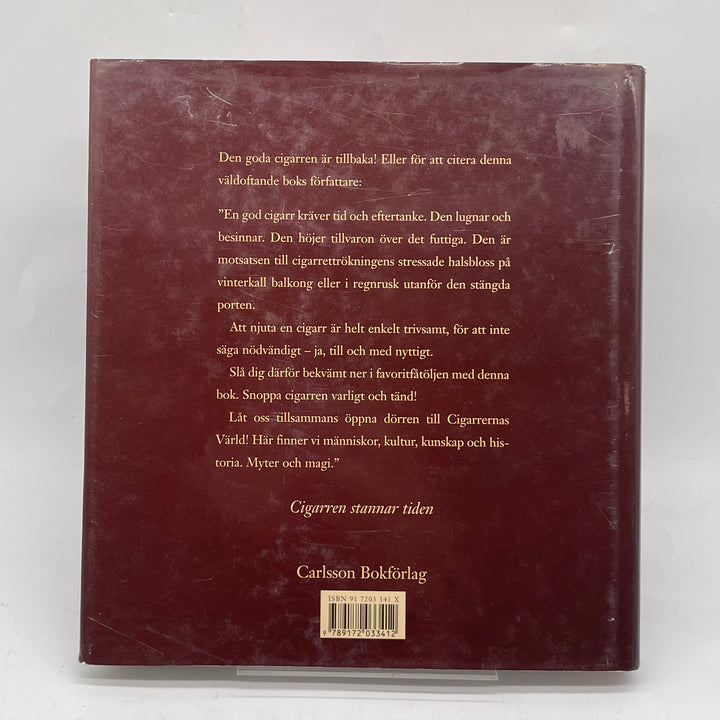 Den goda cigarren är tillbaka! Eller för att citera denna
väldoftande boks författare:
”En god cigarr kräver tid och eftertanke. Den lugnar och
besinnar. Den höjer tillvaron över det futtiga. Den är
motsatsen till cigarrettrökningens stressade halsbloss på
vinterkall balkong eller i regnrusk utanför den stängda
porten.
Att njuta en cigarr är helt enkelt trivsamt, för att inte
säga nödvändigt – ja, till och med nyttigt.
Slå dig därför bekvämt ner i favoritfåtöljen med denna
bok. Snoppa cigarren varligt och tänd!
Låt oss tillsammans öppna dörren till Cigarrernas
Värld! Här finner vi människor, kultur, kunskap och his-
toria. Myter och magi.”
Cigarren stannar tiden
Carlsson Bokförlag
ISBN 91 7203 341 X
9 789172 033412